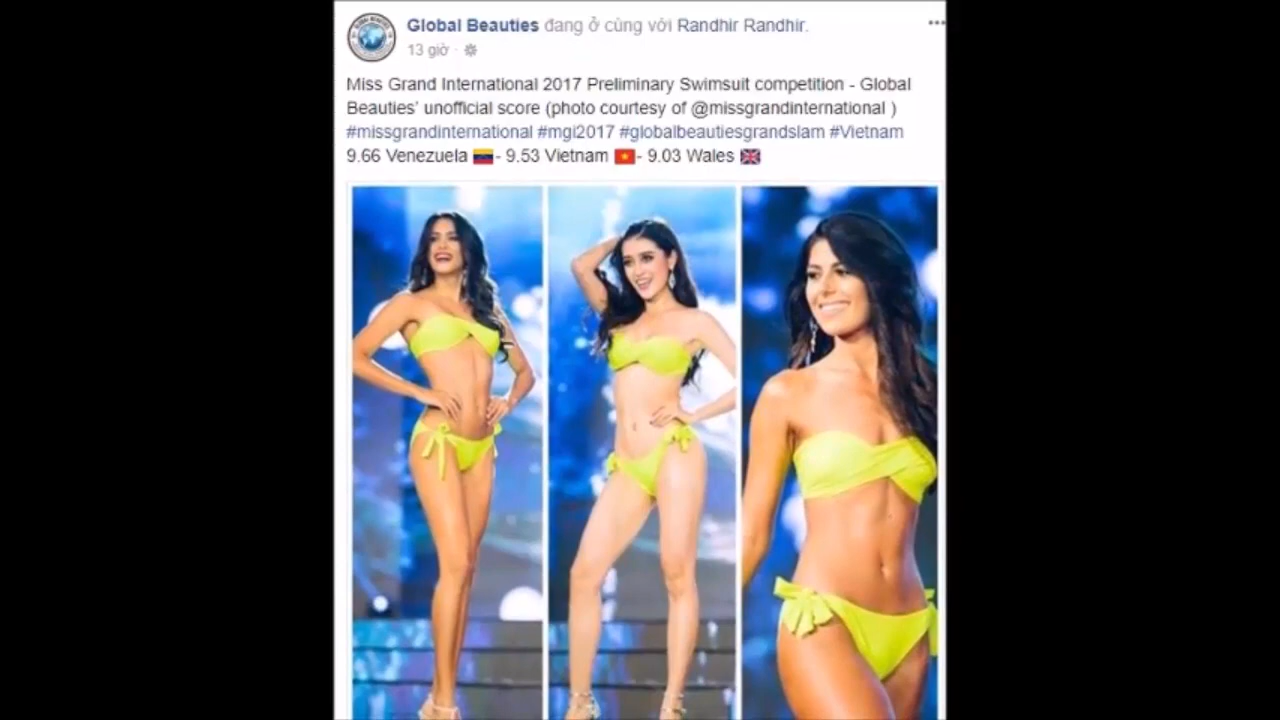 Global Beauties đang ở cùng với Randhir Randhir.
13 giờ ·
Miss Grand International 2017 Preliminary Swimsuit competition - Global
Beauties' unofficial score (photo courtesy of @missgrandinternational )
#missgrandinternational #mgi2017 #globalbeautiesgrandslam #Vietnam
9.66 Venezuela 🇻🇪- 9.53 Vietnam 🇻🇳- 9.03 Wales 🇬🇧